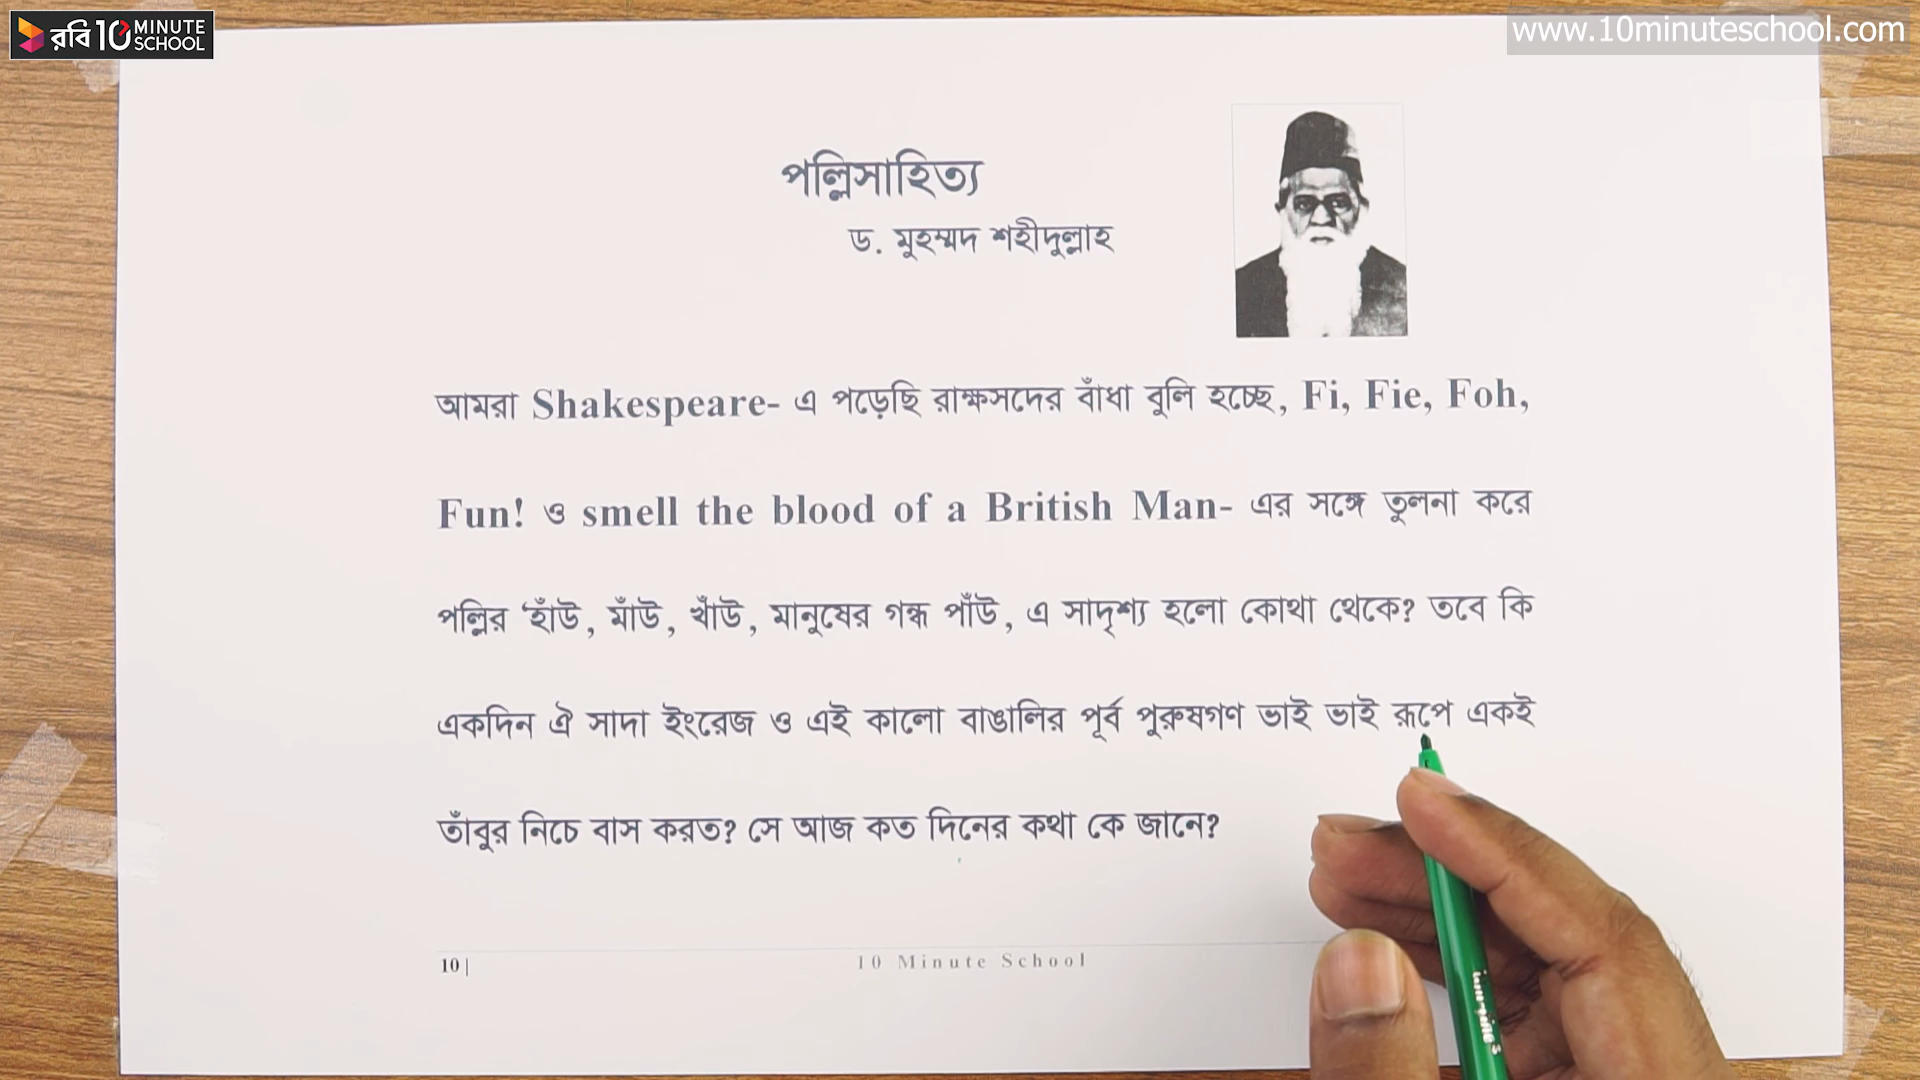 রবি 10 MINUTE SCHOOL
www.10minuteschool.com
পল্লিসাহিত্য
ড. মুহম্মদ শহীদুল্লাহ
আমরা Shakespeare- এ পড়েছি রাক্ষসদের বাঁধা বুলি হচ্ছে, Fi, Fie, Foh,
Fun! ও smell the blood of a British Man- এর সঙ্গে তুলনা করে
পল্লির ‘হাঁউ, মাঁউ, খাঁউ, মানুষের গন্ধ পাঁউ, এ সাদৃশ্য হলো কোথা থেকে? তবে কি
একদিন ঐ সাদা ইংরেজ ও এই কালো বাঙালির পূর্ব পুরুষগণ ভাই ভাই রূপে একই
তাঁবুর নিচে বাস করত? সে আজ কত দিনের কথা কে জানে?
10 |
10 Minute School